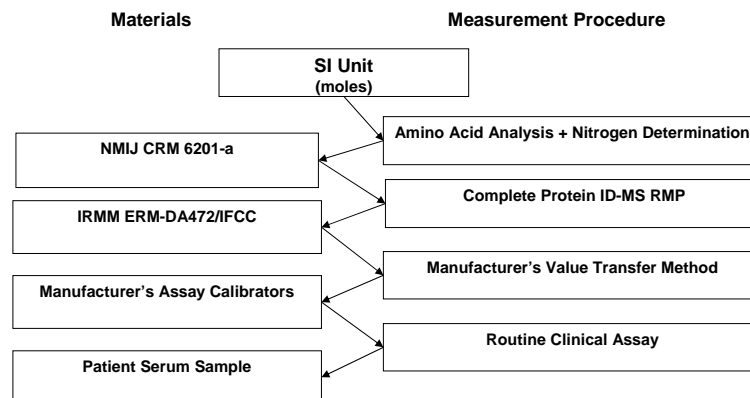 Materials
Measurement Procedure
SI Unit
(moles)
Amino Acid Analysis + Nitrogen Determination
NMIJ CRM 6201-a
Complete Protein ID-MS RMP
IRMM ERM-DA472/IFCC
Manufacturer's Value Transfer Method
Manufacturer's Assay Calibrators
Routine Clinical Assay
Patient Serum Sample